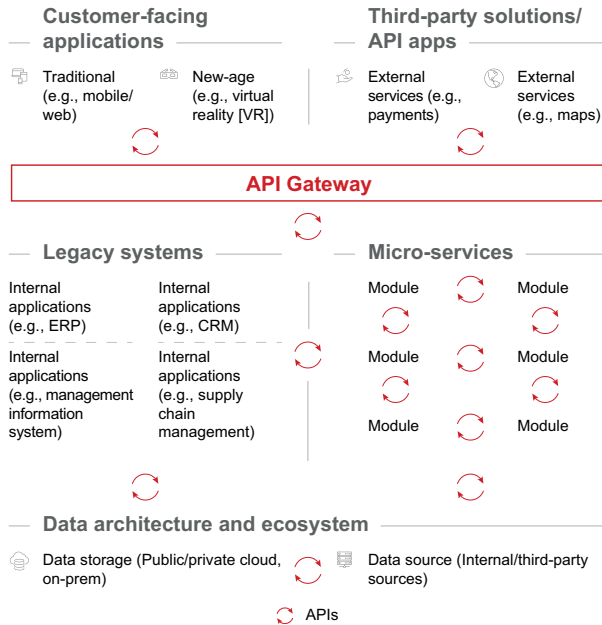 Customer-facing
applications
Third-party solutions/
API apps
Traditional
(e.g., mobile/
web)
New-age
(e.g., virtual
reality [VR])
External
services (e.g.,
payments)
External
services
(e.g., maps)
API Gateway
Legacy systems
Micro-services
Internal
applications
(e.g., ERP)
Internal
applications
(e.g., CRM)
Internal
applications
(e.g., management
information
system)
Internal
applications
(e.g., supply
chain
management)
Module
Module
Module
Module
Module
Module
Data architecture and ecosystem
Data storage (Public/private cloud,
on-prem)
Data source (Internal/third-party
sources)
APIs